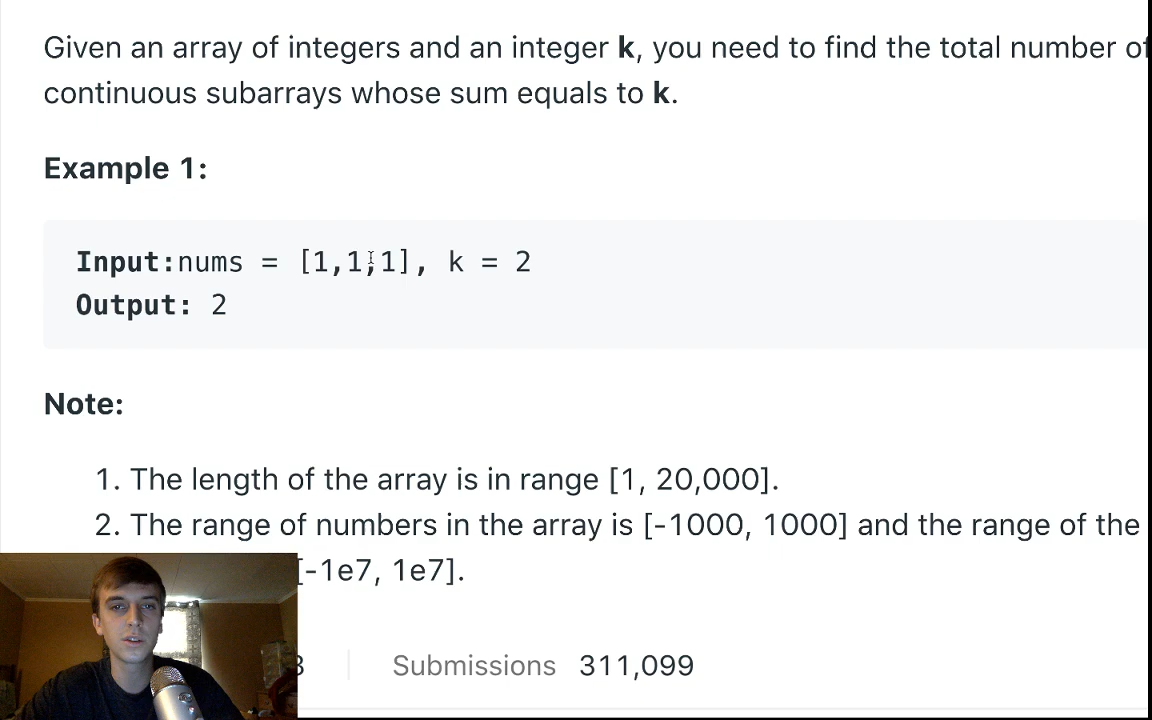 Given an array of integers and an integer k, you need to find the total number of
continuous subarrays whose sum equals to k.
Example 1:
Input:nums = [1,1,1], k = 2
Output: 2
Note:
1. The length of the array is in range [1, 20,000].
2. The range of numbers in the array is [-1000, 1000] and the range of the
[-1e7, 1e7].
Submissions 311,099